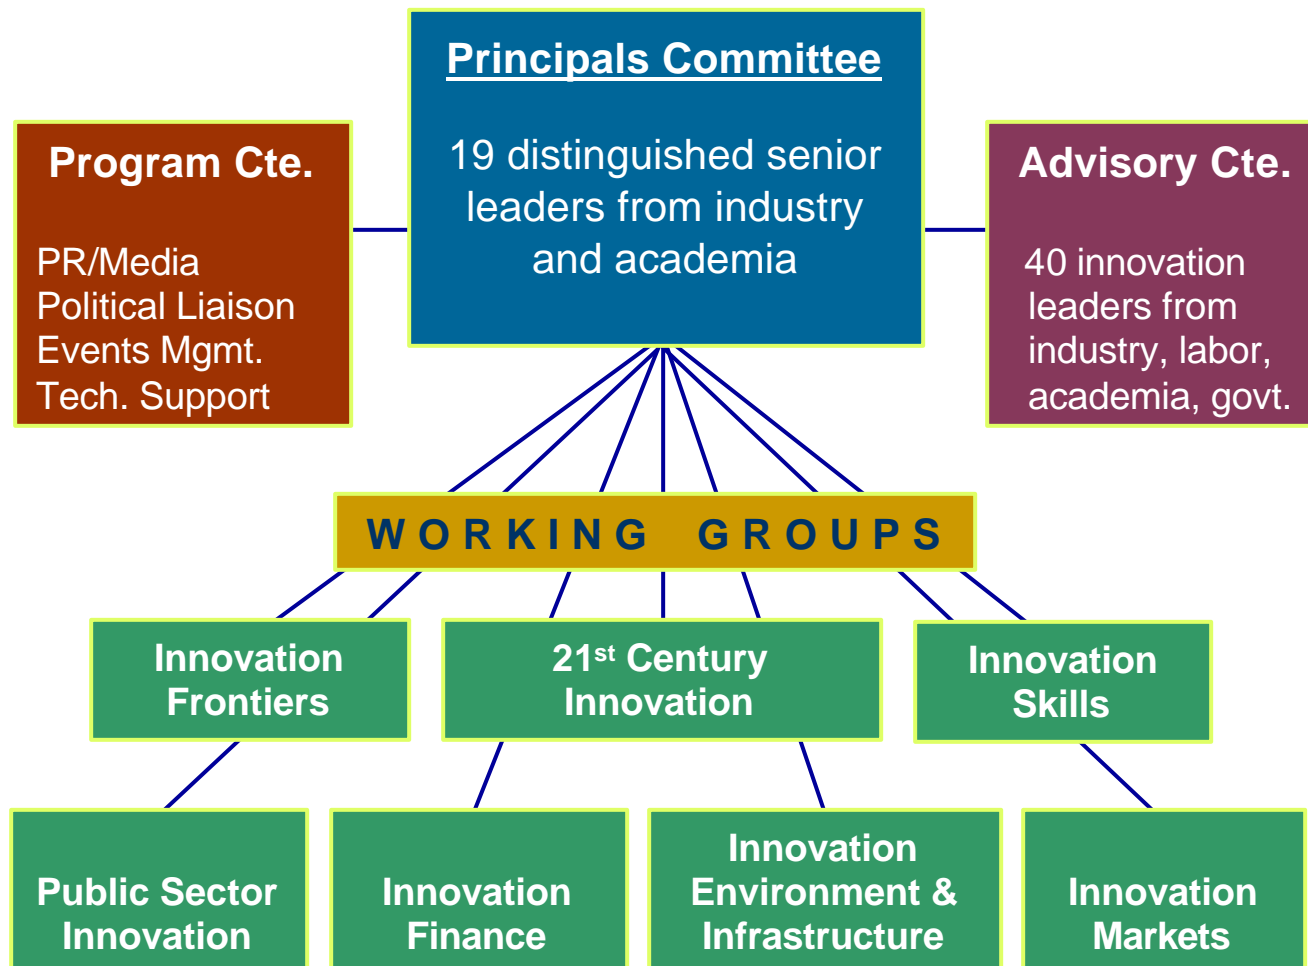 Principals Committee
19 distinguished senior
leaders from industry
and academia
Program Cte.
PR/Media
Political Liaison
Events Mgmt.
Tech. Support
Advisory Cte.
40 innovation
leaders from
industry, labor,
academia, govt.
WORKING GROUPS
Innovation
Frontiers
21st Century
Innovation
Innovation
Skills
Public Sector
Innovation
Innovation
Finance
Innovation
Environment &
Infrastructure
Innovation
Markets